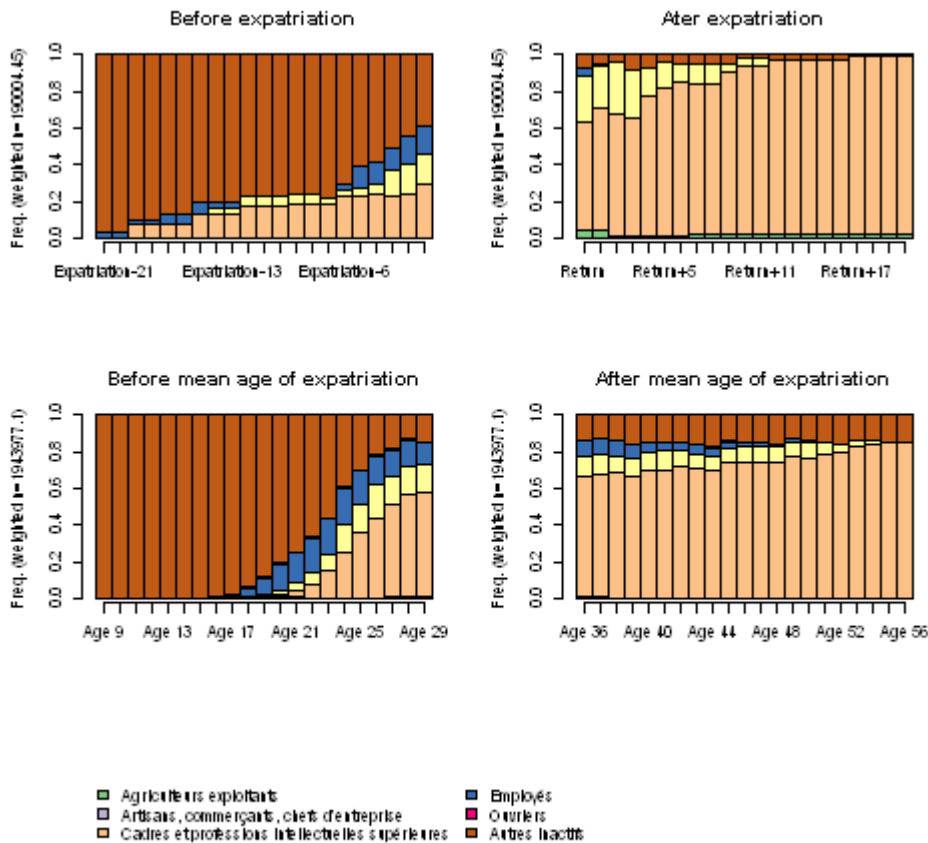 Before expatriation
Ater expatriation
Freq. (weighted n=190004.45)
0.0 0.2 0.4 0.6 0.8 1.0
Expatriation-21 Expatriation-13 Expatriation-6
Freq. (weighted n=190004.45)
0.0 0.2 0.4 0.6 0.8 1.0
Return Return+5 Return+11 Return+17
Before mean age of expatriation
After mean age of expatriation
Freq. (weighted n=1943977.1)
0.0 0.2 0.4 0.6 0.8 1.0
Age 9 Age 13 Age 17 Age 21 Age 25 Age 29
Freq. (weighted n=1943977.1)
0.0 0.2 0.4 0.6 0.8 1.0
Age 36 Age 40 Age 44 Age 48 Age 52 Age 56
Agriculteurs exploitants
Artisans, commerçants, chefs d'entreprise
Cadres et professions intellectuelles supérieures
Employés
Ouvriers
Autres inactifs